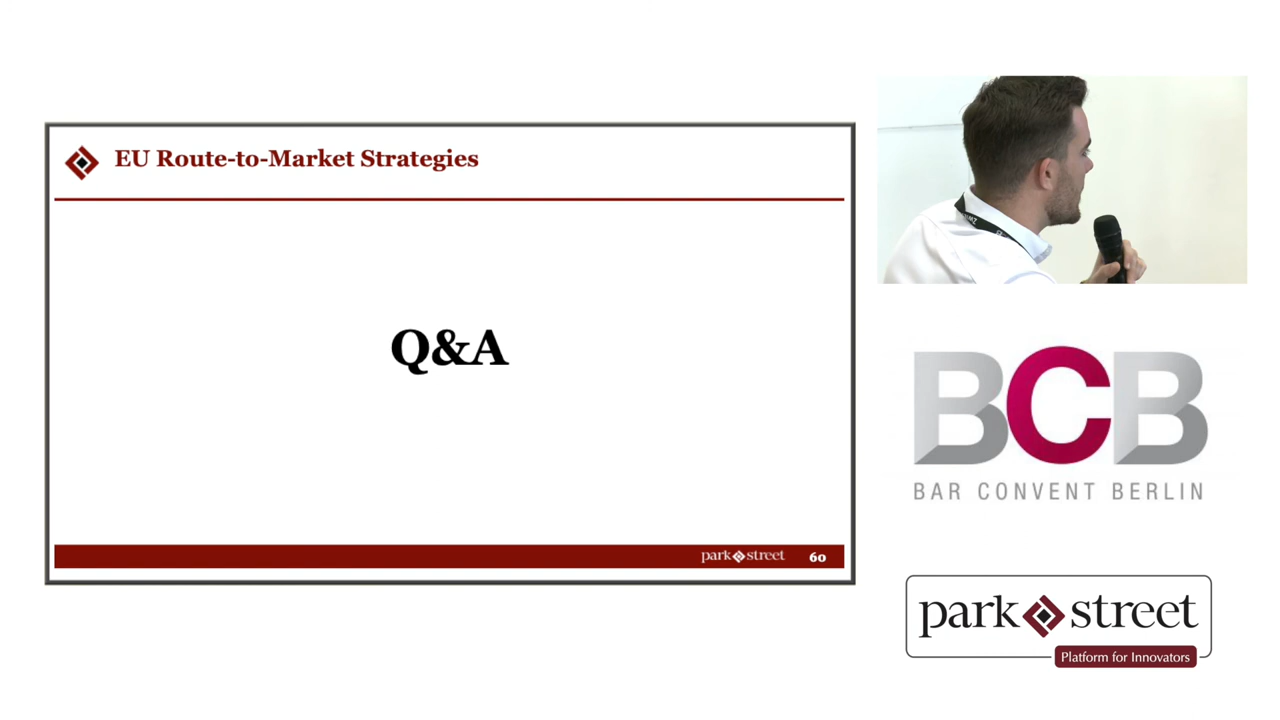 EU Route-to-Market Strategies
Q&A
park street 60
BCB
BAR CONVENT BERLIN
park street
Platform for Innovators